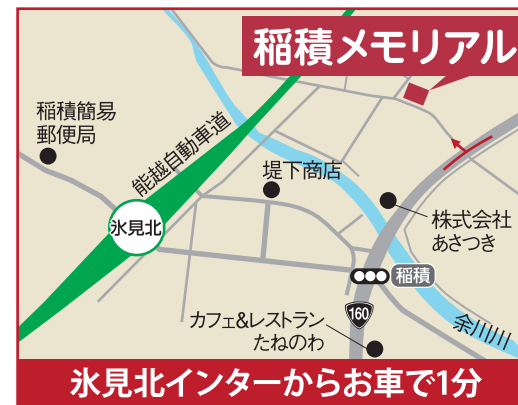 稲積メモリアル
稲積簡易
郵便局
能越自動車道
堤下商店
氷見北
株式会社
あさつき
稲積
160
カフェ&レストラン
たねのわ
余川川
氷見北インターからお車で1分